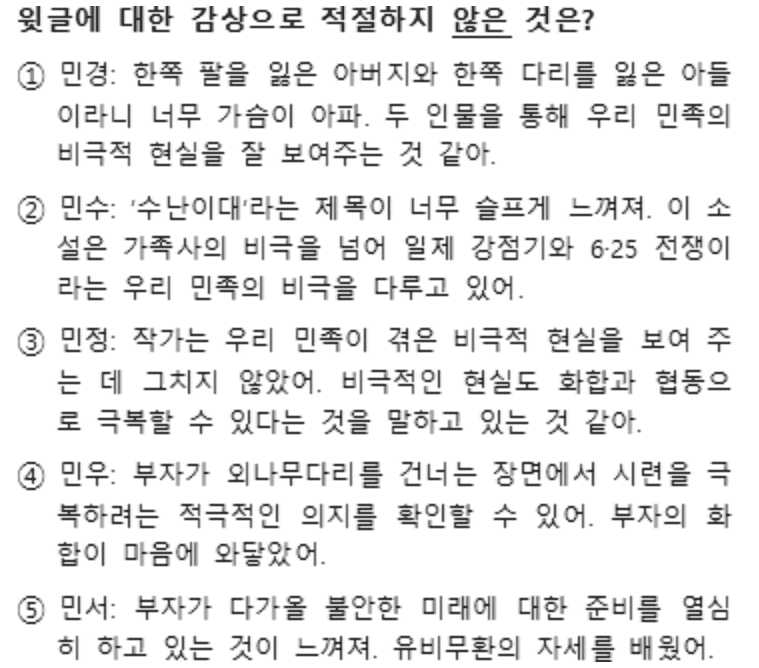 윗글에 대한 감상으로 적절하지 않은 것은?
① 민경: 한쪽 팔을 잃은 아버지와 한쪽 다리를 잃은 아들
이라니 너무 가슴이 아파. 두 인물을 통해 우리 민족의
비극적 현실을 잘 보여주는 것 같아.
② 민수: '수난이대'라는 제목이 너무 슬프게 느껴져. 이 소
설은 가족사의 비극을 넘어 일제 강점기와 6·25 전쟁이
라는 우리 민족의 비극을 다루고 있어.
③ 민정: 작가는 우리 민족이 겪은 비극적 현실을 보여 주
는 데 그치지 않았어. 비극적인 현실도 화합과 협동으
로 극복할 수 있다는 것을 말하고 있는 것 같아.
④ 민우: 부자가 외나무다리를 건너는 장면에서 시련을 극
복하려는 적극적인 의지를 확인할 수 있어. 부자의 화
합이 마음에 와닿았어.
⑤ 민서: 부자가 다가올 불안한 미래에 대한 준비를 열심
히 하고 있는 것이 느껴져. 유비무환의 자세를 배웠어.